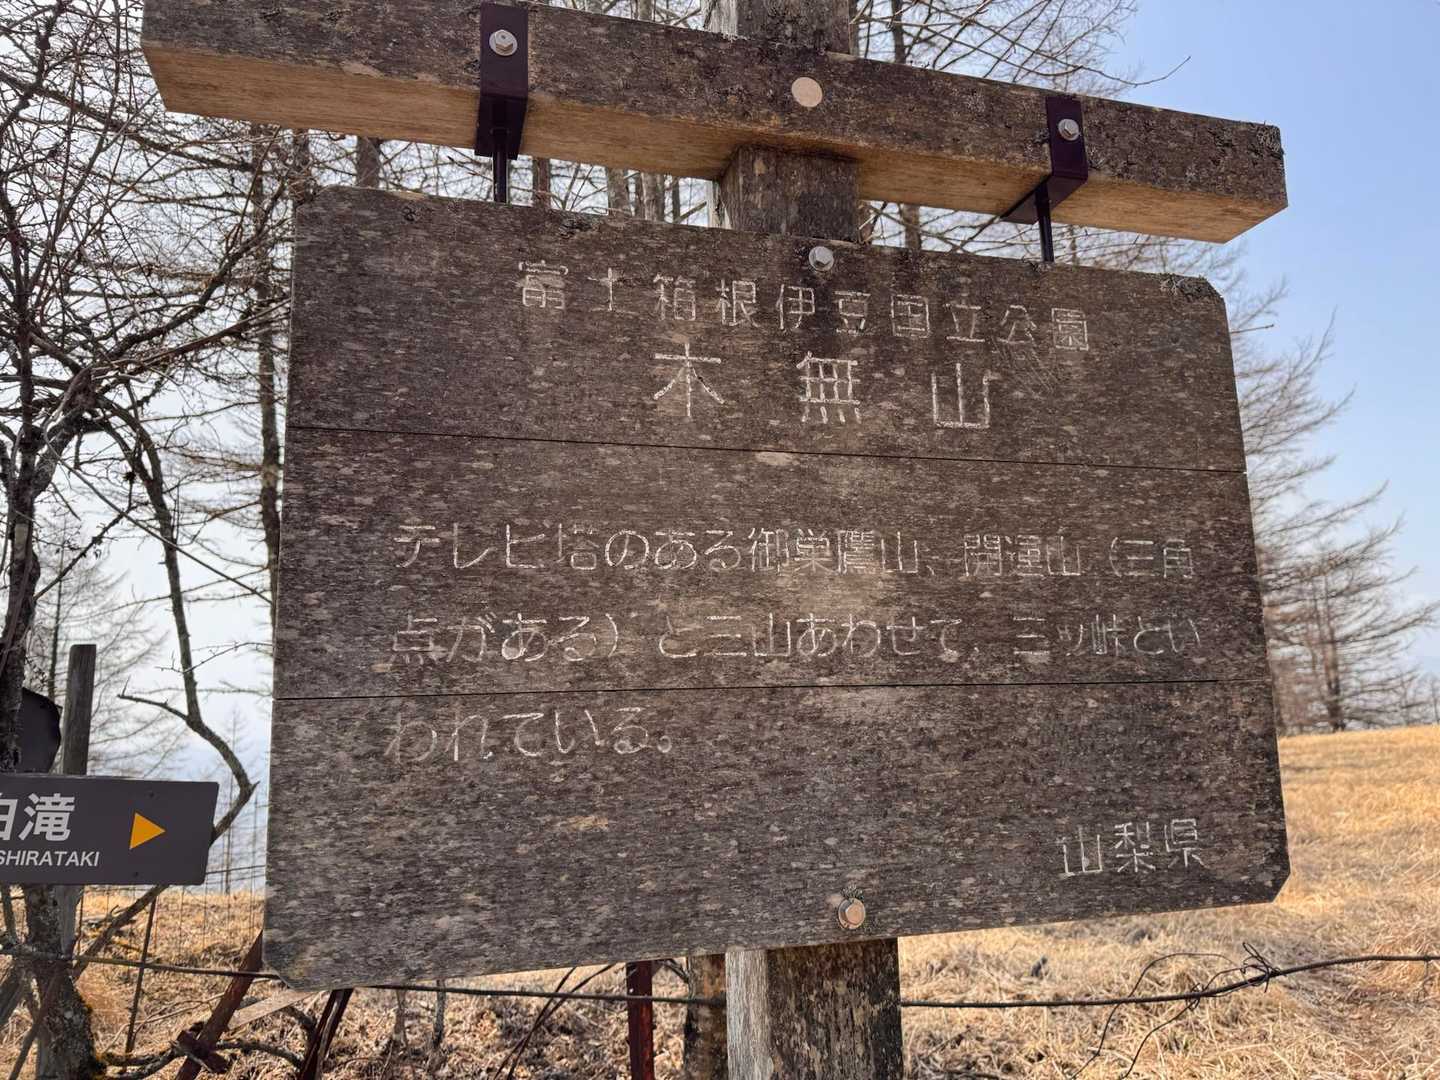 富士箱根伊豆国立公園
木無山
テレビ塔のある御巣鷹山、開運山（三角
点がある）と三山あわせて、三ツ峠とい
われている。
山梨県
白滝
SHIRATAKI